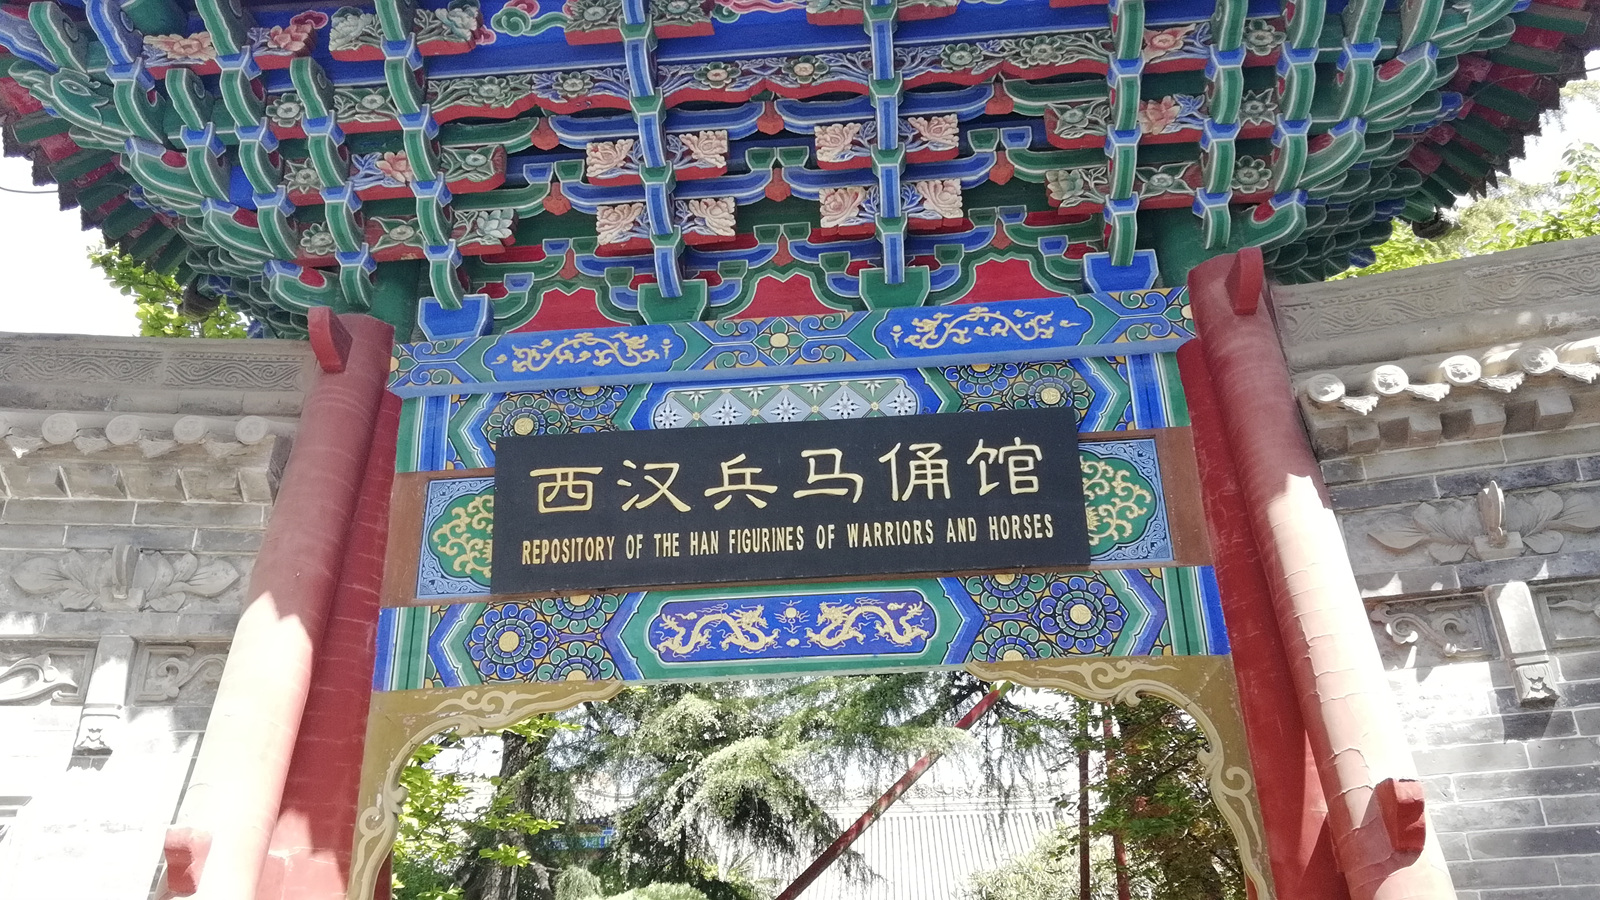 西汉兵马俑馆
REPOSITORY OF THE HAN FIGURINES OF WARRIORS AND HORSES